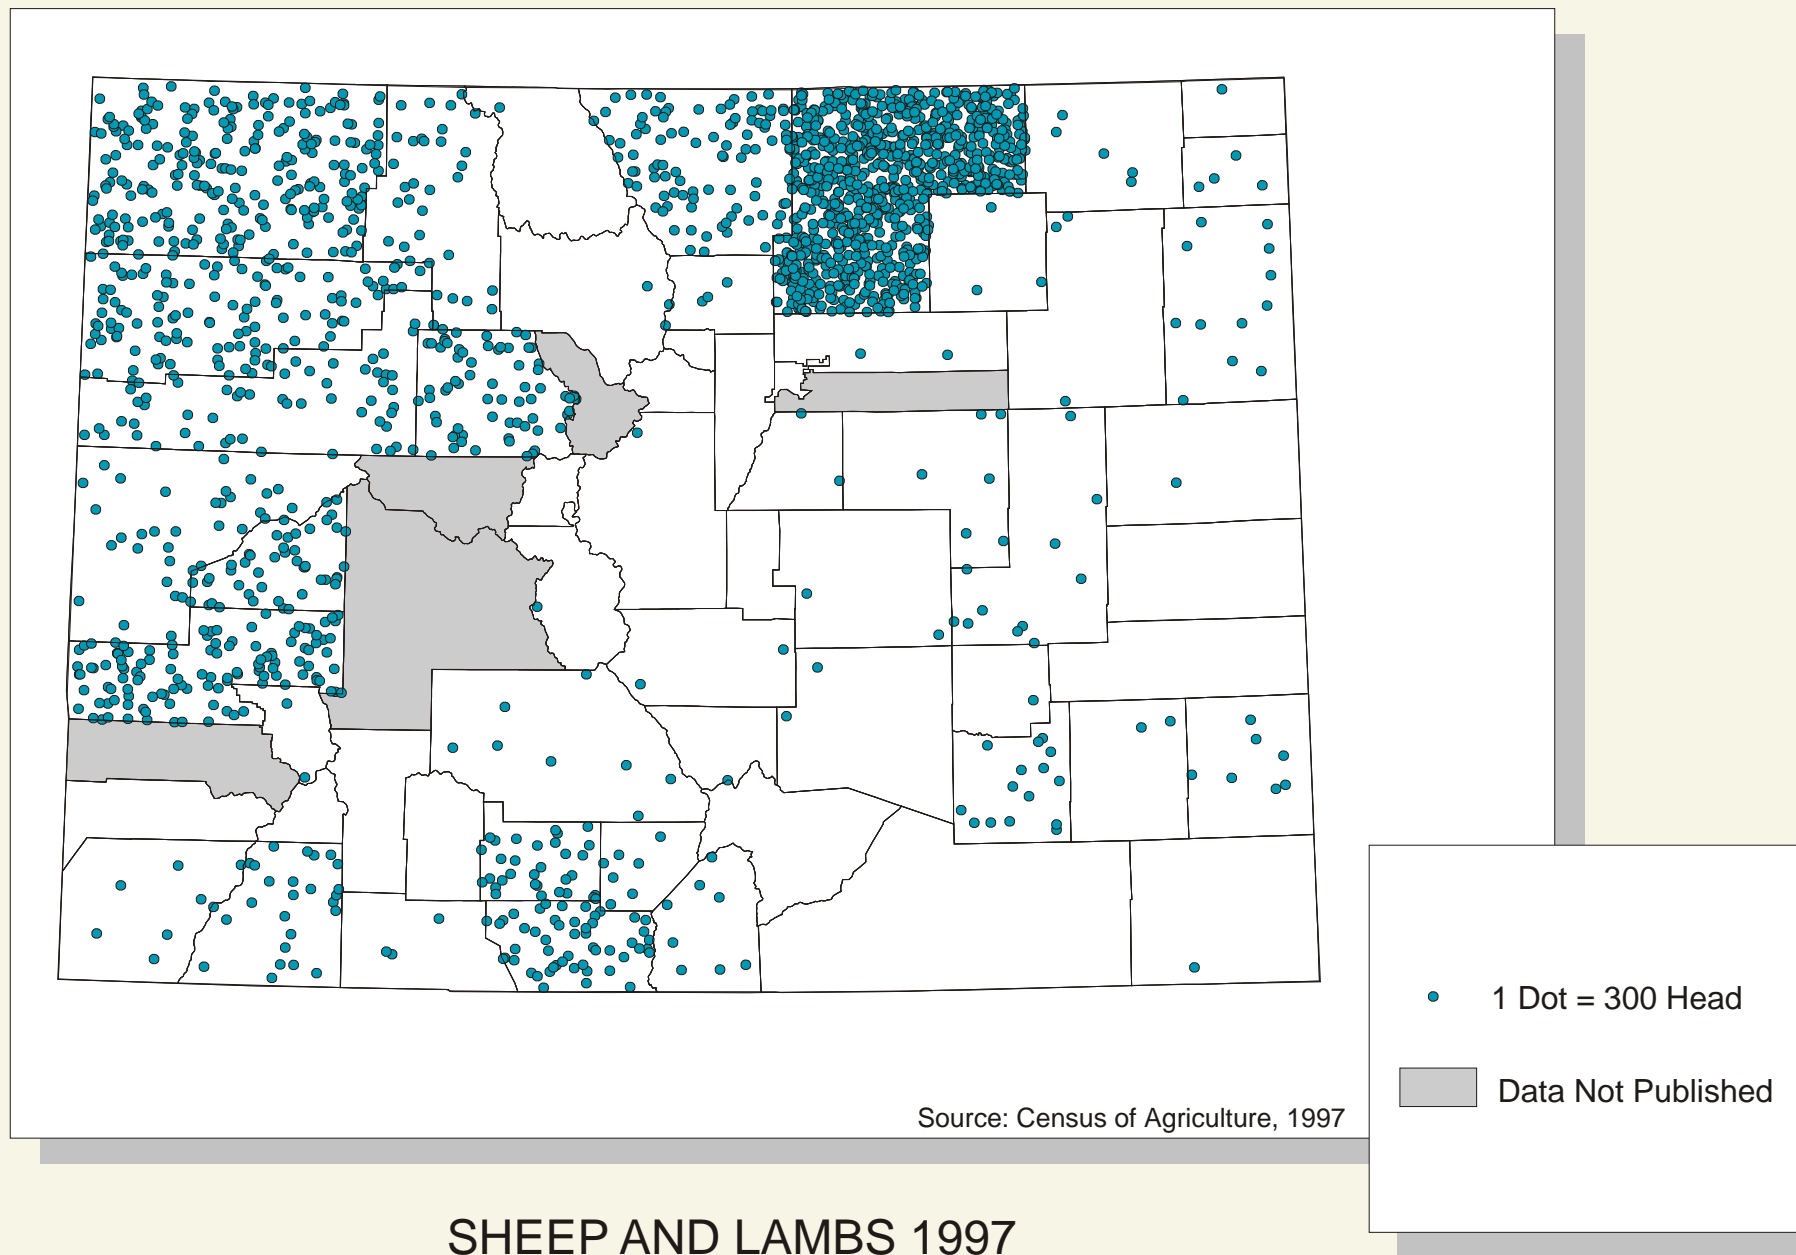 1 Dot = 300 Head
Data Not Published
Source: Census of Agriculture, 1997
SHEEP AND LAMBS 1997